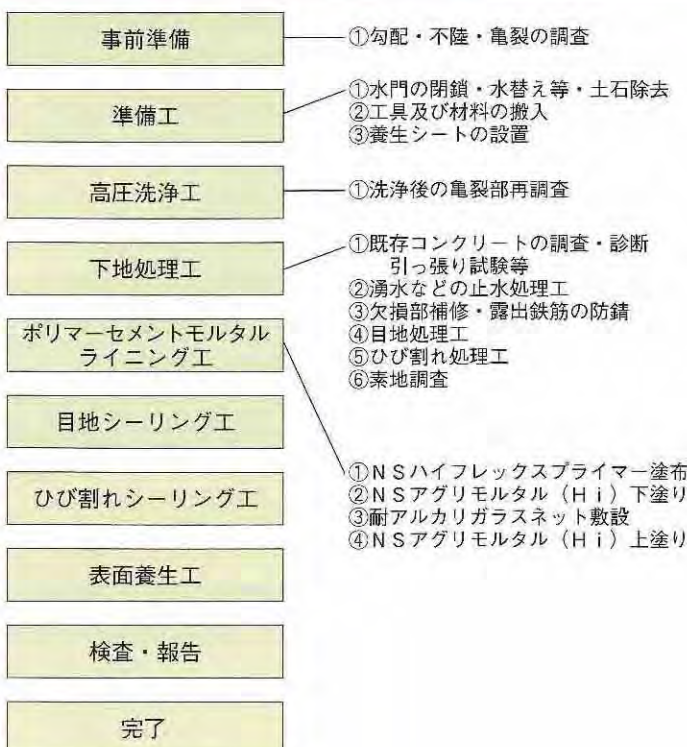 事前準備
①勾配・不陸・亀裂の調査
準備工
①水門の閉鎖・水替え等・土石除去
②工具及び材料の搬入
③養生シートの設置
高圧洗浄工
①洗浄後の亀裂部再調査
下地処理工
①既存コンクリートの調査・診断
引っ張り試験等
②湧水などの止水処理工
③欠損部補修・露出鉄筋の防錆
④目地処理工
⑤ひび割れ処理工
⑥素地調査
ポリマーセメントモルタル
ライニング工
①NSハイフレックスプライマー塗布
②NSアグリモルタル（Hi）下塗り
③耐アルカリガラスネット敷設
④NSアグリモルタル（Hi）上塗り
目地シーリング工
ひび割れシーリング工
表面養生工
検査・報告
完了